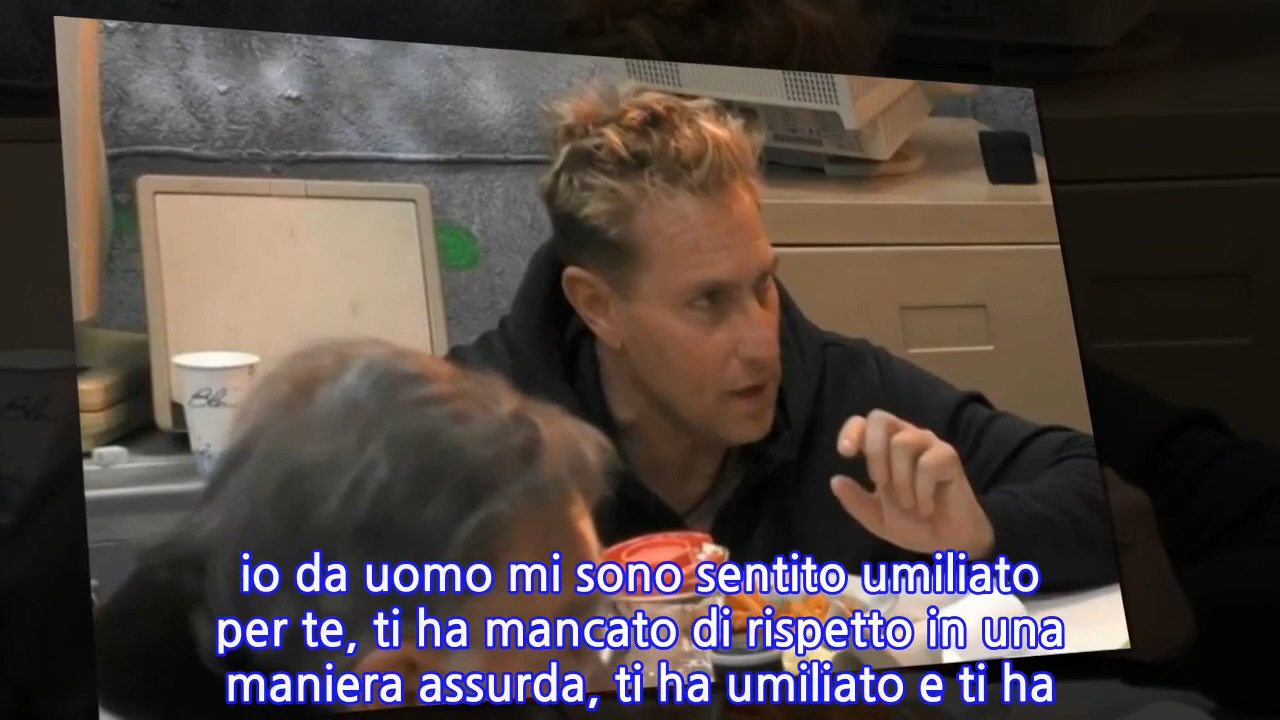 io da uomo mi sono sentito umiliato
per te, ti ha mancato di rispetto in una
maniera assurda, ti ha umiliato e ti ha